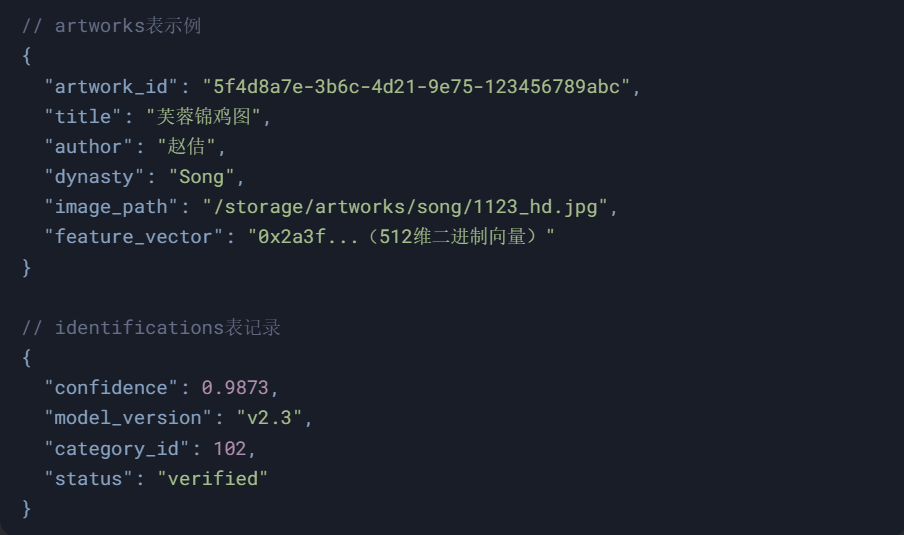 // artworks表示例
{
  "artwork_id": "5f4d8a7e-3b6c-4d21-9e75-123456789abc",
  "title": "芙蓉锦鸡图",
  "author": "赵佶",
  "dynasty": "Song",
  "image_path": "/storage/artworks/song/1123_hd.jpg",
  "feature_vector": "0x2a3f...（512维二进制向量）"
}

// identifications表记录
{
  "confidence": 0.9873,
  "model_version": "v2.3",
  "category_id": 102,
  "status": "verified"
}